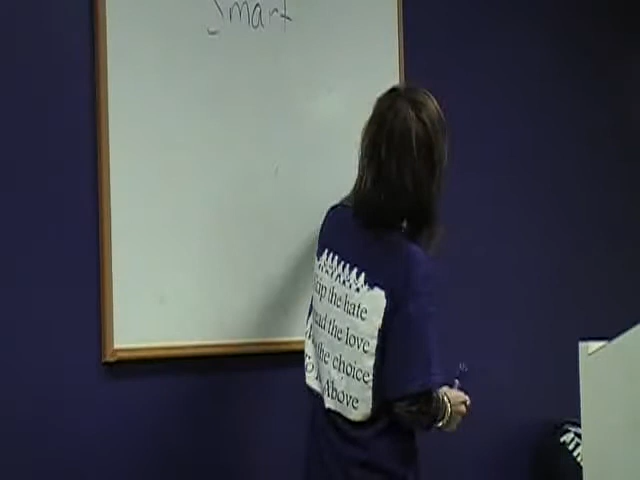 Smart
the hate
the love
the choice
Above